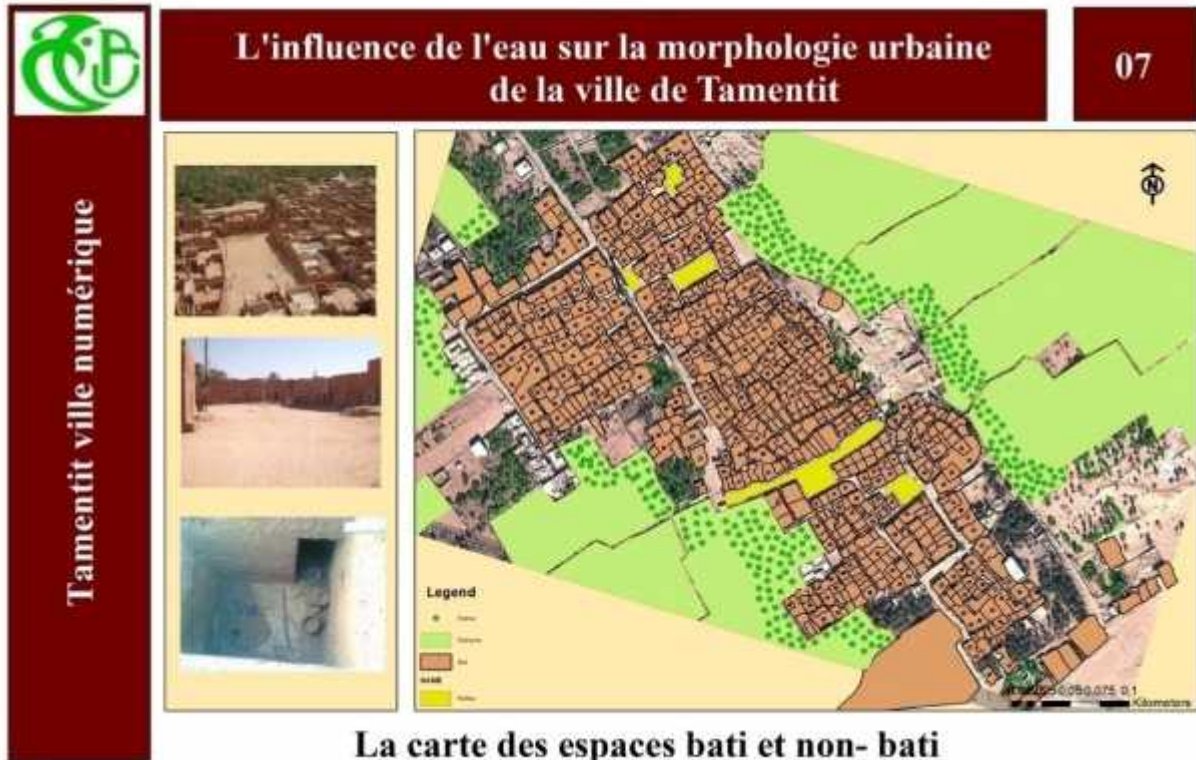 L'influence de l'eau sur la morphologie urbaine
de la ville de Tamentit
07
Tamentit ville numérique
N
Legend
Kilometers
La carte des espaces bati et non- bati